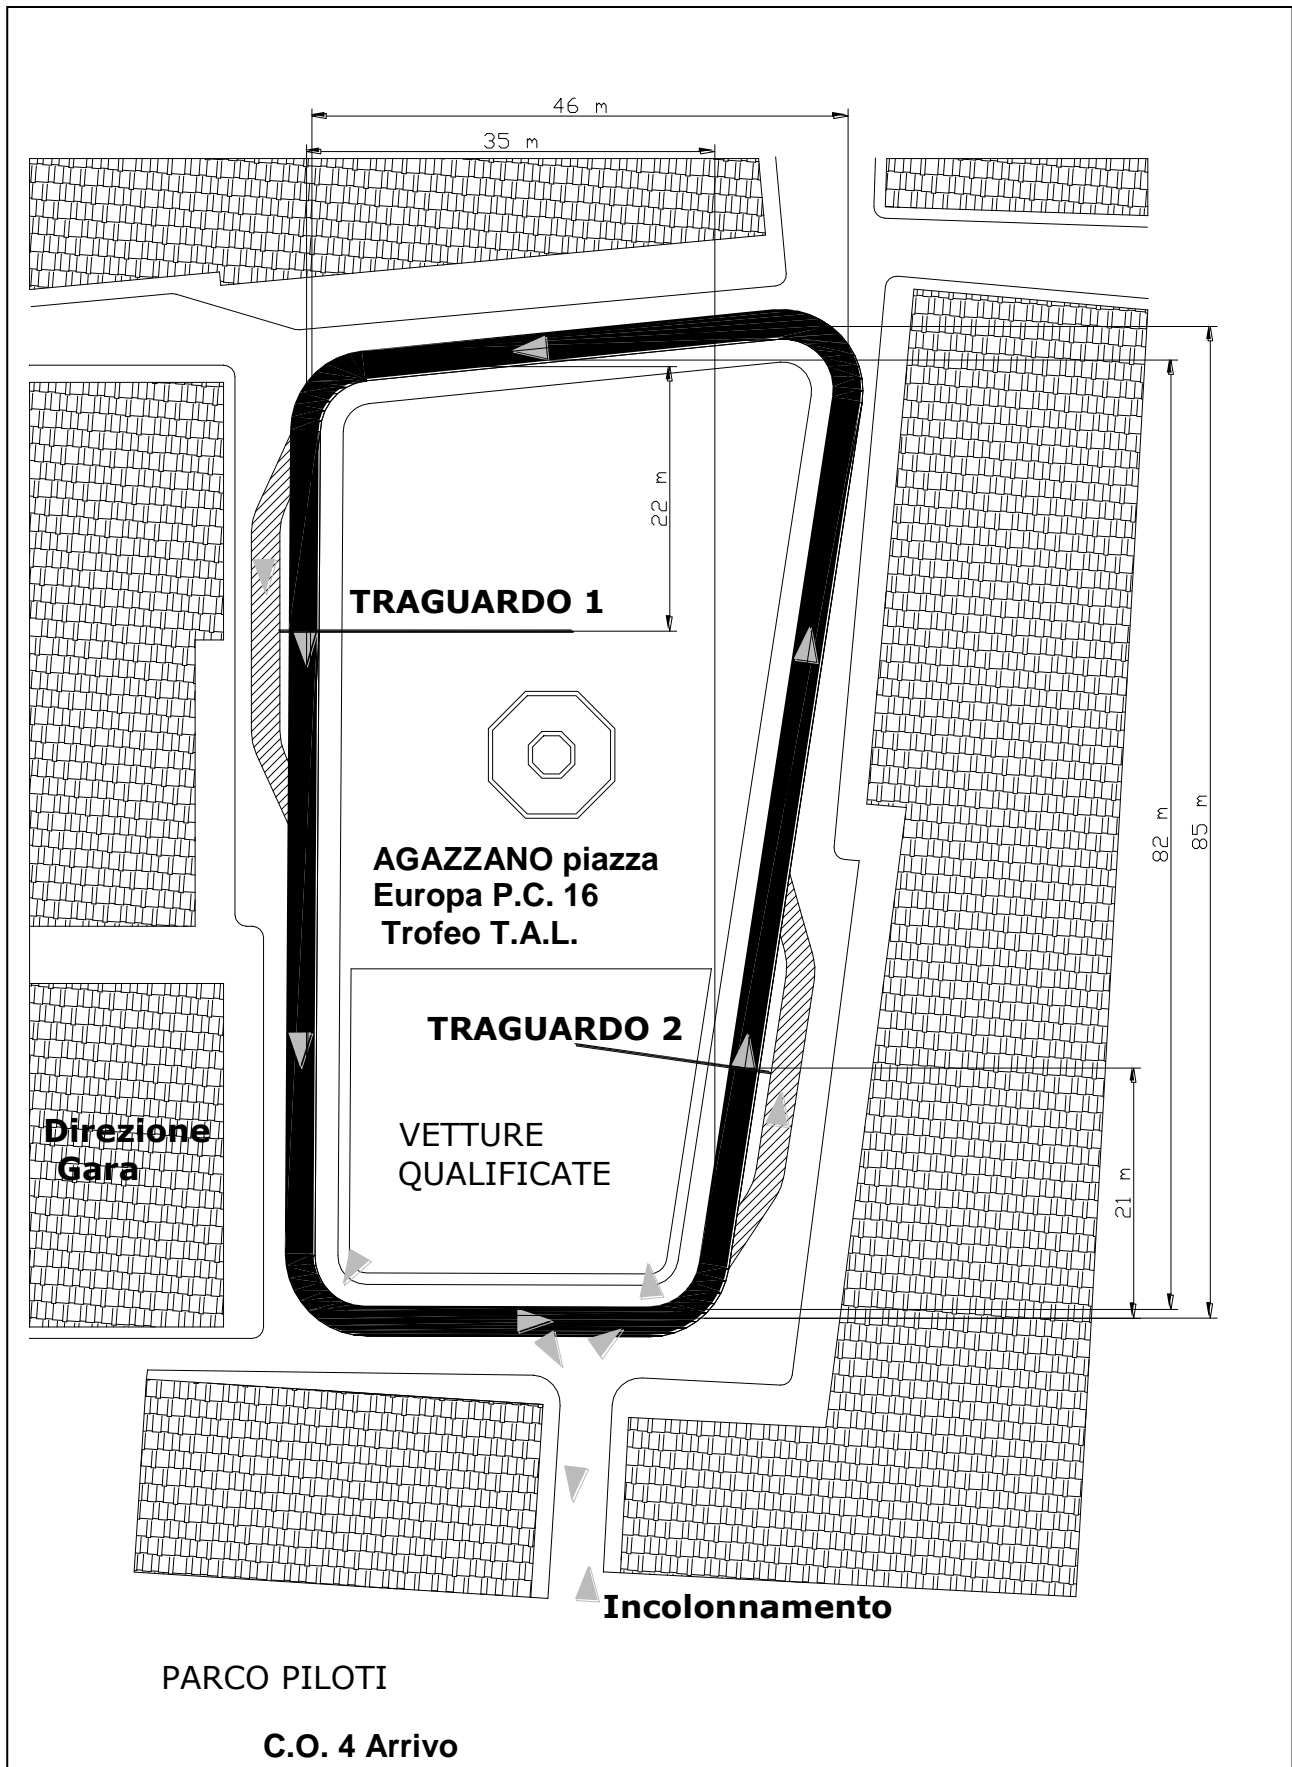 46 m
35 m
22 m
TRAGUARDO 1
82 m
85 m
AGAZZANO piazza
Europa P.C. 16
Trofeo T.A.L.
TRAGUARDO 2
Direzione
Gara
VETTURE
QUALIFICATE
21 m
Incolonnamento
PARCO PILOTI
C.O. 4 Arrivo